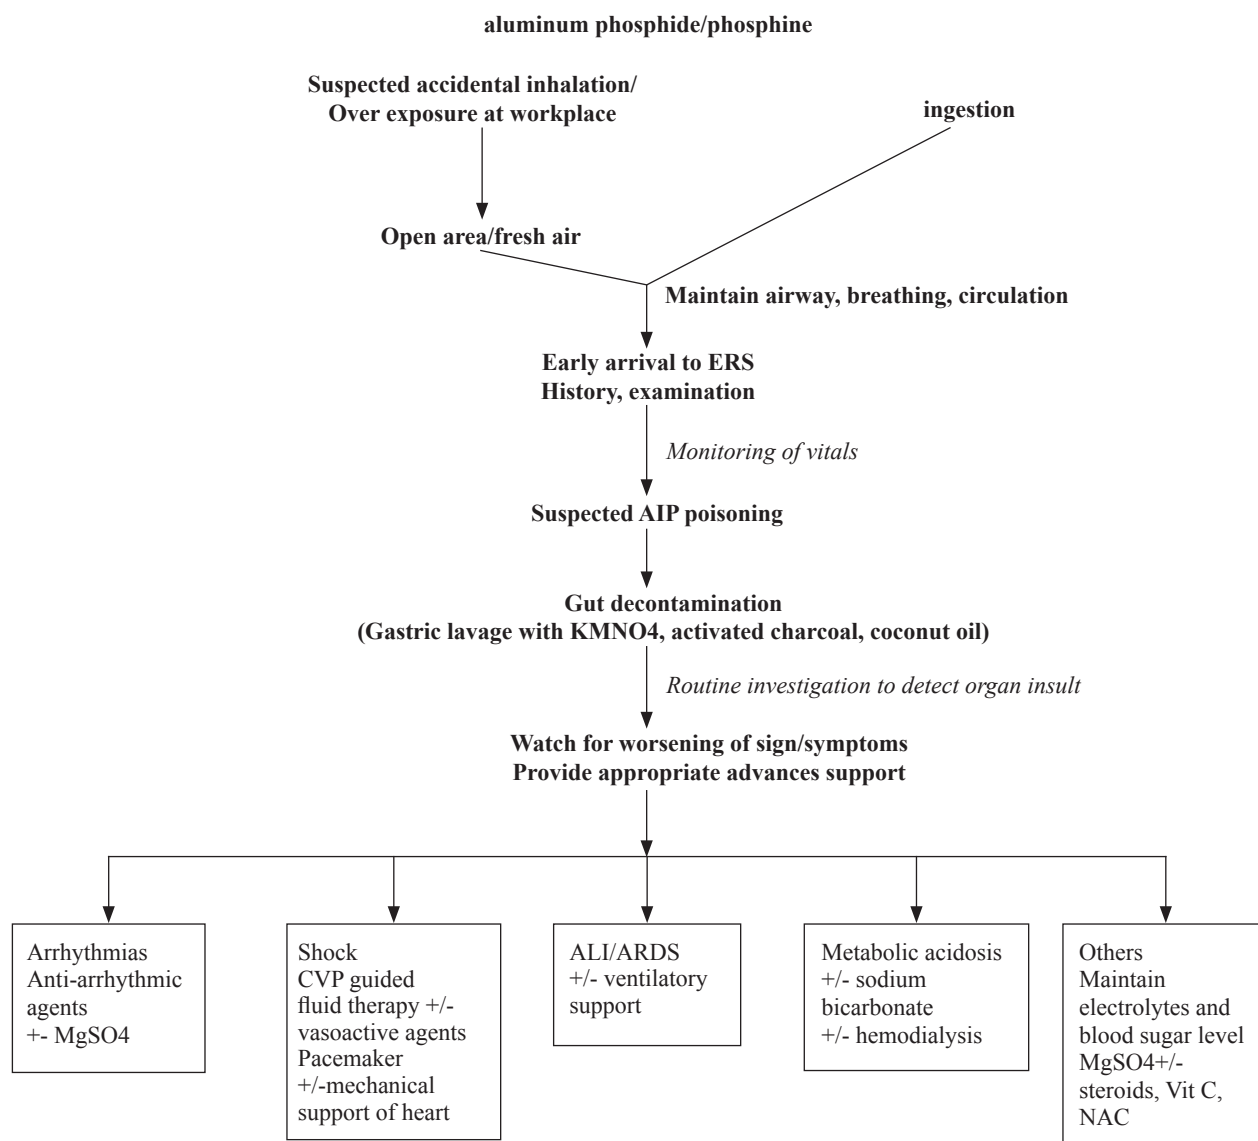 aluminum phosphide/phosphine
Suspected accidental inhalation/
Over exposure at workplace
ingestion
Open area/fresh air
Maintain airway, breathing, circulation
Early arrival to ERS
History, examination
Monitoring of vitals
Suspected AIP poisoning
Gut decontamination
(Gastric lavage with KMNO4, activated charcoal, coconut oil)
Routine investigation to detect organ insult
Watch for worsening of sign/symptoms
Provide appropriate advances support
Arrhythmias
Anti-arrhythmic
agents
+- MgSO4
Shock
CVP guided
fluid therapy +/-
vasoactive agents
Pacemaker
+/-mechanical
support of heart
ALI/ARDS
+/- ventilatory
support
Metabolic acidosis
+/- sodium
bicarbonate
+/- hemodialysis
Others
Maintain
electrolytes and
blood sugar level
MgSO4+/-
steroids, Vit C,
NAC